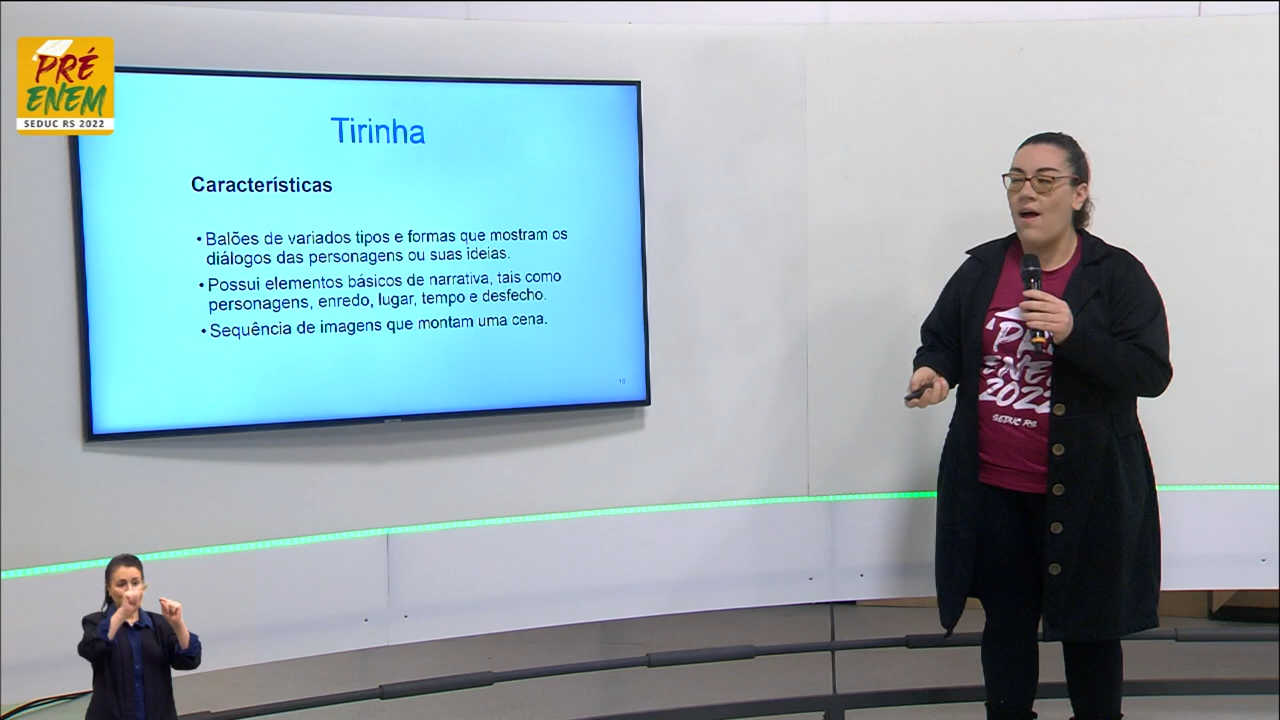 PRÉ
ENEM
SEDUC RS 2022
Tirinha
Características
• Balões de variados tipos e formas que mostram os
diálogos das personagens ou suas ideias.
• Possui elementos básicos de narrativa, tais como
personagens, enredo, lugar, tempo e desfecho.
• Sequência de imagens que montam uma cena.
16
PRÉ
ENEM
2022
SEDUC RS